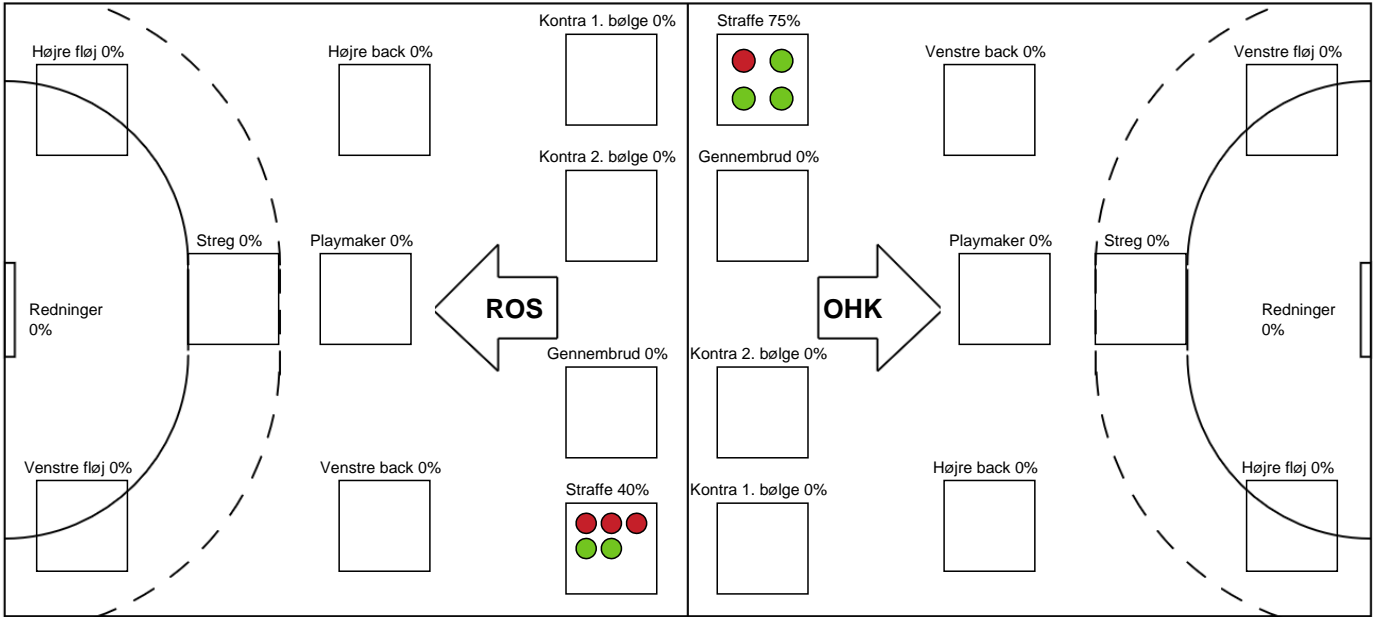 Kontra 1. bølge 0%
Straffe 75%
Højre fløj 0%
Højre back 0%
Venstre back 0%
Venstre fløj 0%
Kontra 2. bølge 0%
Gennembrud 0%
Streg 0%
Playmaker 0%
Playmaker 0%
Streg 0%
Redninger
0%
ROS
OHK
Redninger
0%
Gennembrud 0%
Kontra 2. bølge 0%
Venstre fløj 0%
Venstre back 0%
Højre back 0%
Højre fløj 0%
Straffe 40%
Kontra 1. bølge 0%